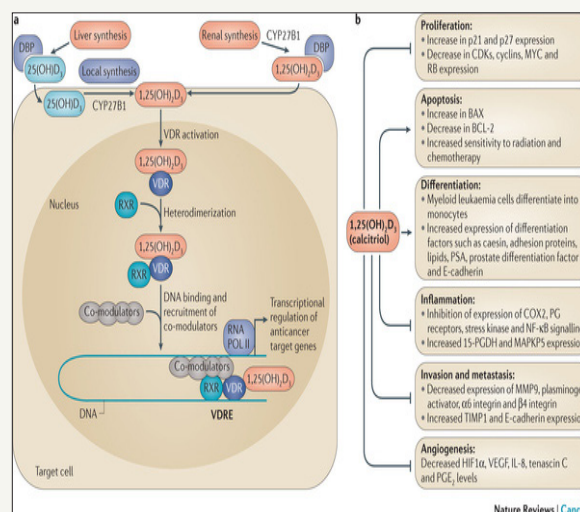 a
Liver synthesis
DBP
25(OH)D3
Local synthesis
25(OH)D3
CYP27B1
Renal synthesis
CYP27B1
DBP
1,25(OH)2D3
1,25(OH)2D3
VDR activation
1,25(OH)2D3
VDR
Nucleus
RXR
Heterodimerization
1,25(OH)2D3
RXR
VDR
Co-modulators
DNA binding and
recruitment of
co-modulators
Transcriptional
regulation of
anticancer
target genes
RNA
POL II
Co-modulators
RXR
VDR
1,25(OH)2D3
DNA
VDRE
Target cell
b
1,25(OH)2D3
(calcitriol)
Proliferation:
• Increase in p21 and p27 expression
• Decrease in CDKs, cyclins, MYC and
RB expression
Apoptosis:
• Increase in BAX
• Decrease in BCL-2
• Increased sensitivity to radiation and
chemotherapy
Differentiation:
• Myeloid leukaemia cells differentiate into
monocytes
• Increased expression of differentiation
factors such as caesin, adhesion proteins,
lipids, PSA, prostate differentiation factor
and E-cadherin
Inflammation:
• Inhibition of expression of COX2, PG
receptors, stress kinase and NF-κB signallin
• Increased 15-PGDH and MAPKP5 expressio
Invasion and metastasis:
• Decreased expression of MMP9, plasminoge
activator, α6 integrin and β4 integrin
• Increased TIMP1 and E-cadherin expressio
Angiogenesis:
Decreased HIF1α, VEGF, IL-8, tenascin C
and PGE2 levels
Nature Reviews | Canc